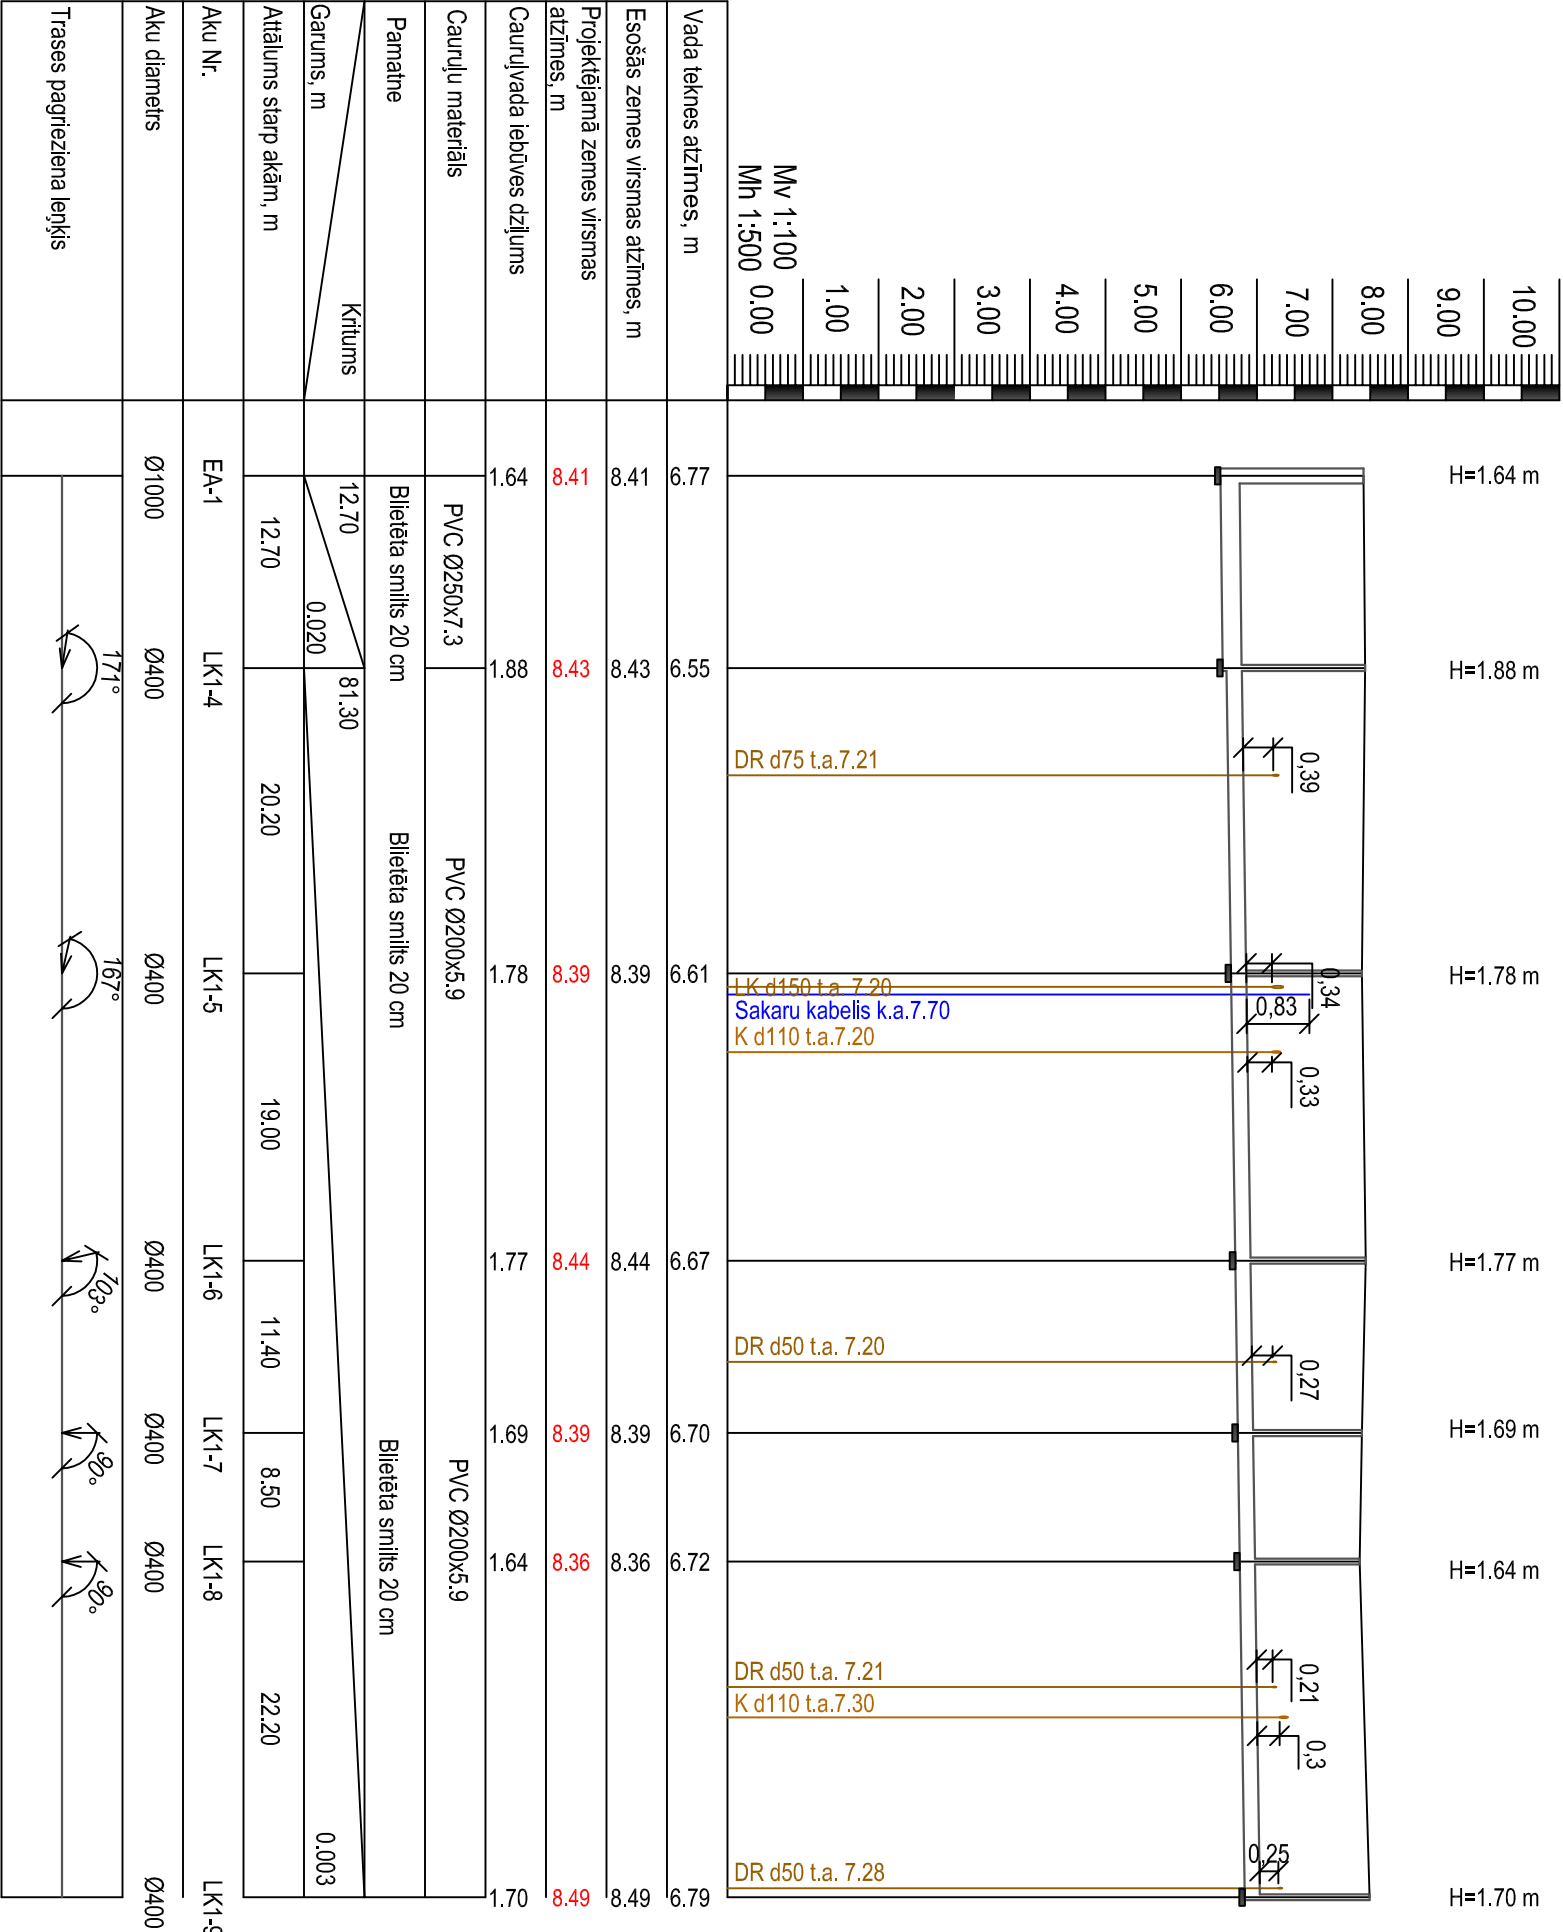 Mv 1:100
Mh 1:500
10.00
9.00
8.00
7.00
6.00
5.00
4.00
3.00
2.00
1.00
0.00
H=1.64 m
H=1.88 m
H=1.78 m
H=1.77 m
H=1.69 m
H=1.64 m
H=1.70 m
0,39
0,34
0,83
0,33
0,27
0,21
0,3
0,25
DR d75 t.a.7.21
LK d150 t.a. 7.20
Sakaru kabelis k.a.7.70
K d110 t.a.7.20
DR d50 t.a. 7.20
DR d50 t.a. 7.21
K d110 t.a.7.30
DR d50 t.a. 7.28
Vada teknes atzīmes, m
6.77
6.55
6.61
6.67
6.70
6.72
6.79
Esošās zemes virsmas atzīmes, m
8.41
8.43
8.39
8.44
8.39
8.36
8.49
Projektējamā zemes virsmas
atzīmes, m
8.41
8.43
8.39
8.44
8.39
8.36
8.49
Cauruļvada iebūves dziļums
1.64
1.88
1.78
1.77
1.69
1.64
1.70
Cauruļu materiāls
PVC Ø250x7.3
PVC Ø200x5.9
PVC Ø200x5.9
Pamatne
Blietēta smilts 20 cm
Blietēta smilts 20 cm
Blietēta smilts 20 cm
Kritums
Garums, m
12.70
0.020
81.30
0.003
Attālums starp akām, m
12.70
20.20
19.00
11.40
8.50
22.20
Aku Nr.
EA-1
LK1-4
LK1-5
LK1-6
LK1-7
LK1-8
LK1-9
Aku diametrs
Ø1000
Ø400
Ø400
Ø400
Ø400
Ø400
Ø400
Trases pagrieziena leņķis
171°
167°
103°
90°
90°